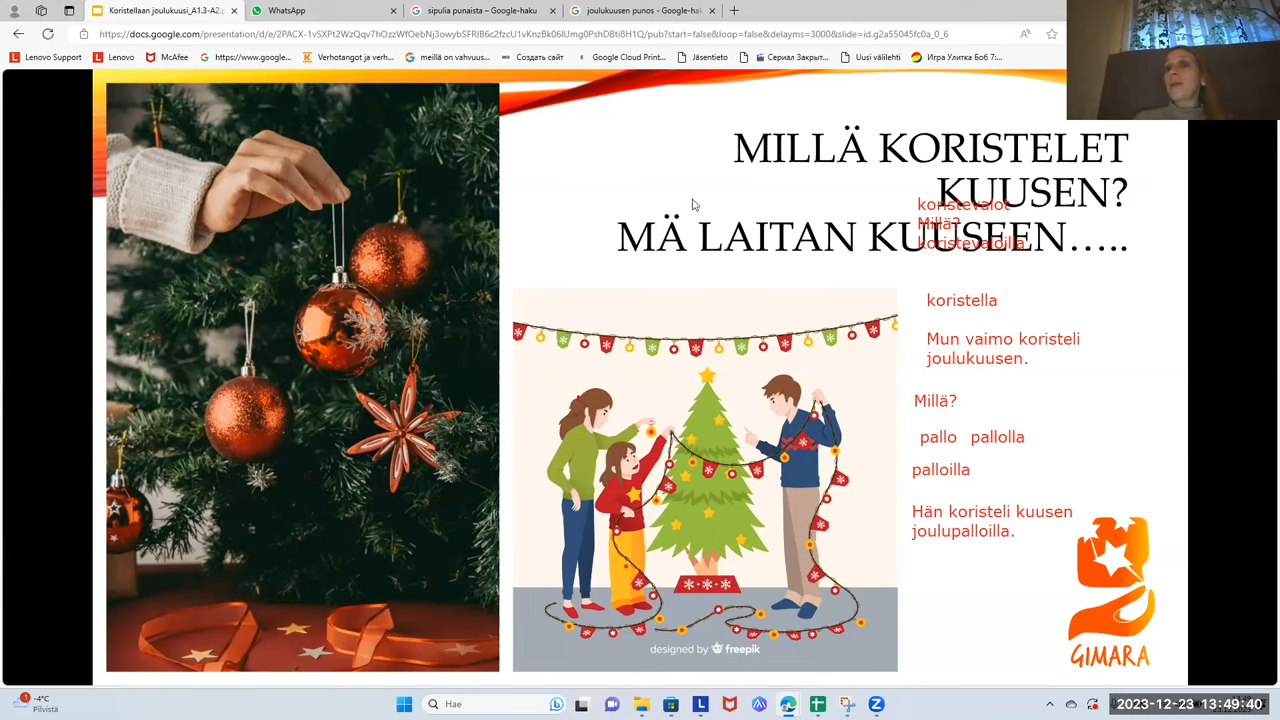 Koristellaan joulukuusi_A1.3-A2.p
WhatsApp
sipulia punaista – Google-haku
joulukuusen punos - Google-hak
https://docs.google.com/presentation/d/e/2PACX-1vSXPt2WzQqv7hOzzWfOebNj3owybSFRIB6c2fzcU1vKnzBk06lUmg0PshDBti8H1Q/pub?start=false&loop=false&delayms=3000&slide=id.g2a55045fc0a_0_6
Lenovo Support
Lenovo
McAfee
https://www.google...
Verhotangot ja verh...
meillä on vahvuus...
Создать сайт
Google Cloud Print...
Jäsentieto
Сериал Закрыт...
Uusi välilehti
Игра Улитка Боб 7:...
MILLÄ KORISTELET
KUUSEN?
MÄ LAITAN KUUSEEN.....
koristevalot
Millä?
koristevaloilla
koristella
Mun vaimo koristeli
joulukuusen.
Millä?
pallo pallolla
palloilla
Hän koristeli kuusen
joulupalloilla.
designed by freepik
GIMARA
1
-4°C
Pilvistä
Hae
2023-12-23 13:49:40